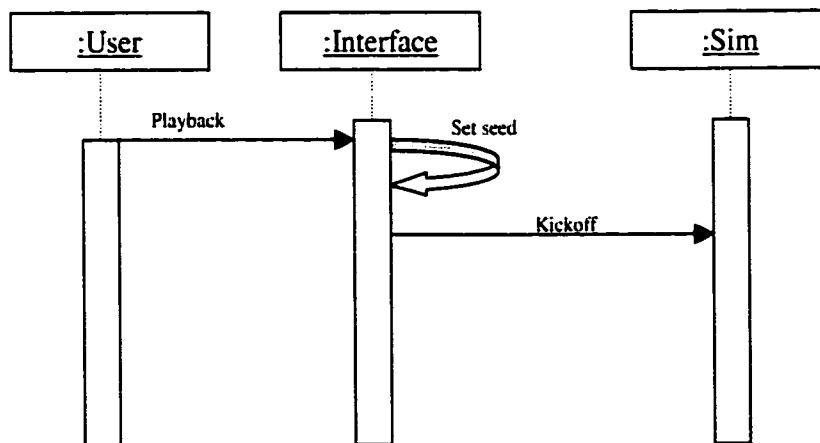 :User
:Interface
:Sim
Playback
Set seed
Kickoff